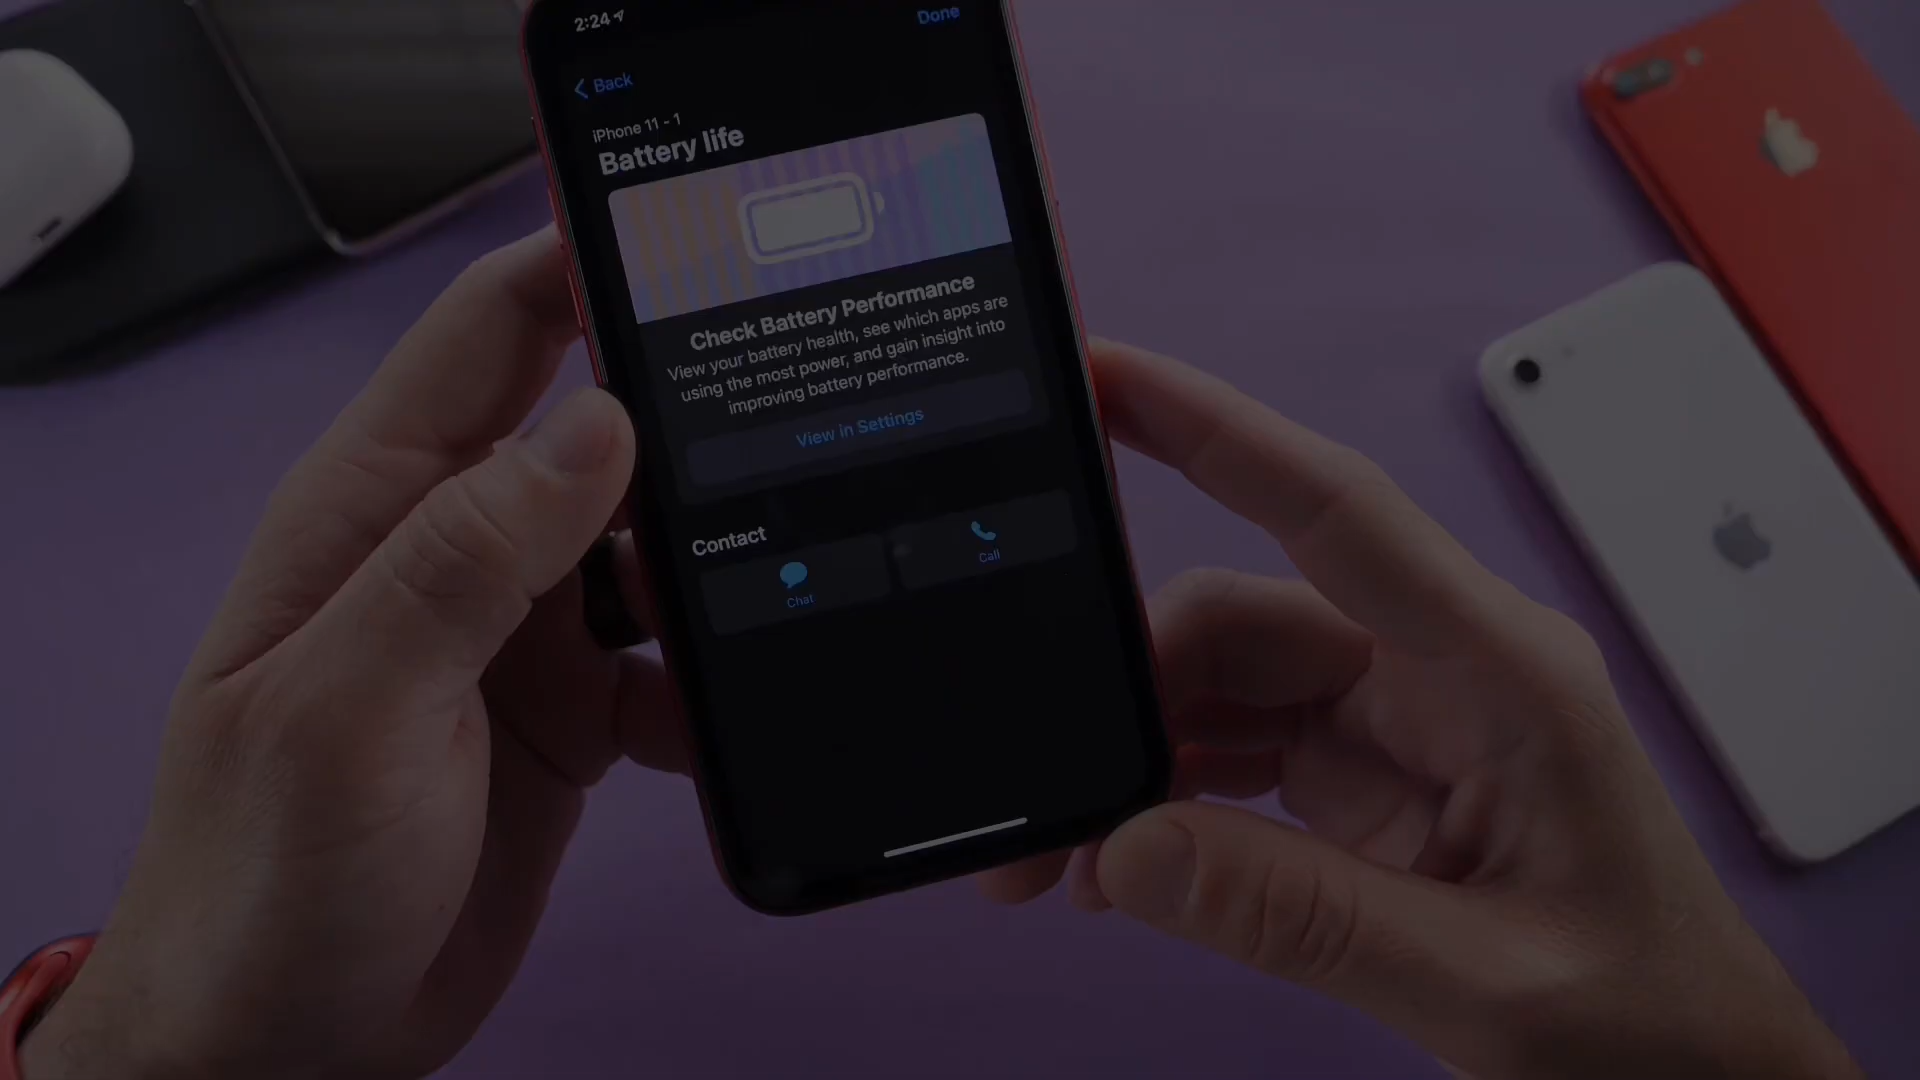 2:24
Done
Back
iPhone 11 - 1
Battery life
Check Battery Performance
View your battery health, see which apps are
using the most power, and gain insight into
improving battery performance.
View in Settings
Contact
Chat
Call